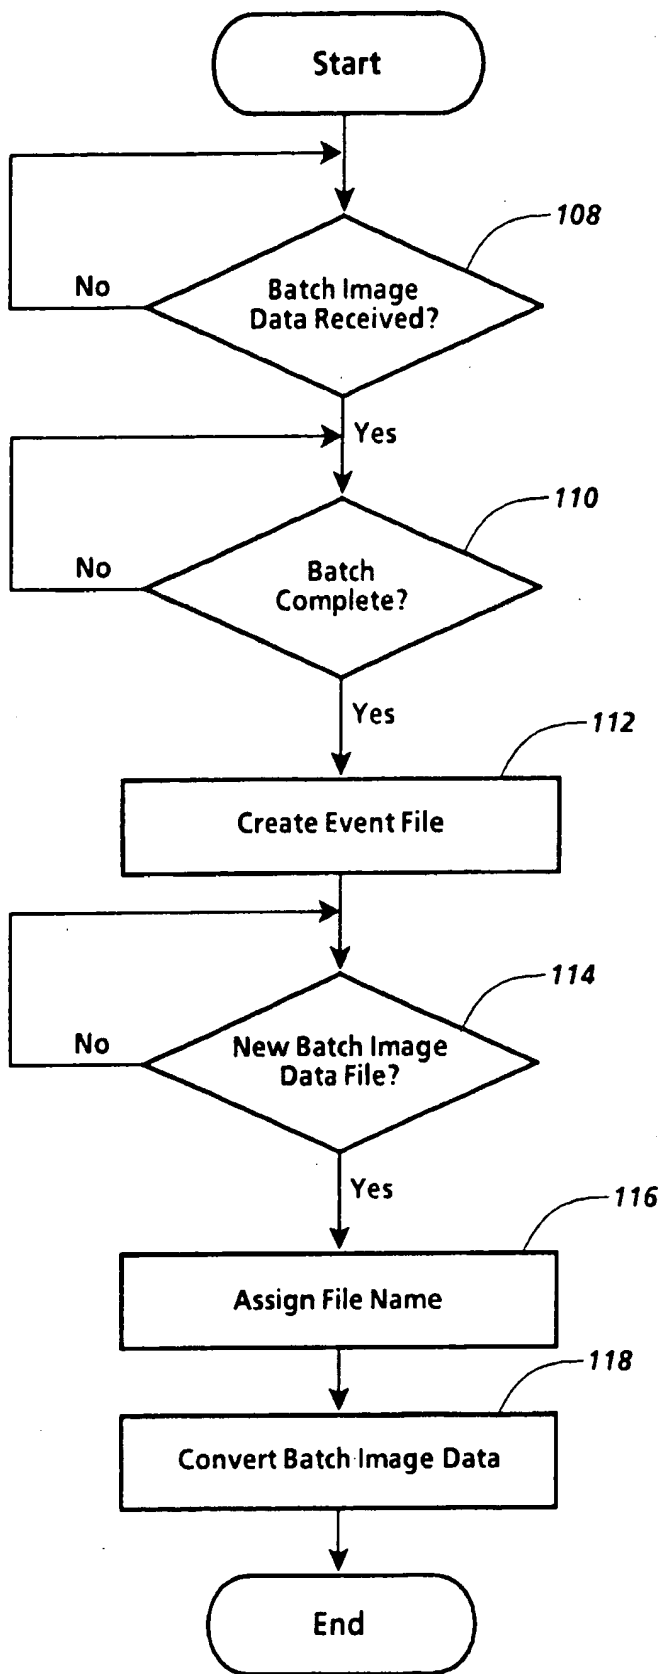 Start
108
Batch Image
Data Received?
No
Yes
110
Batch
Complete?
No
Yes
112
Create Event File
114
New Batch Image
Data File?
No
Yes
116
Assign File Name
118
Convert Batch Image Data
End